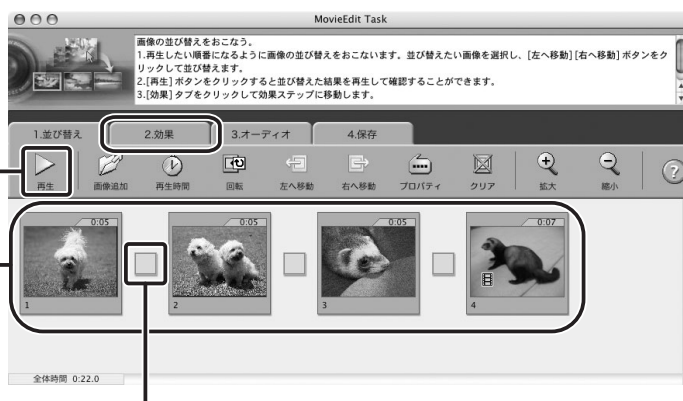 MovieEdit Task
画像の並び替えをおこなう。
1.再生したい順番になるように画像の並び替えをおこないます。並び替えたい画像を選択し、[左へ移動] [右へ移動] ボタンをク
リックして並び替えます。
2.[再生] ボタンをクリックすると並び替えた結果を再生して確認することができます。
3.[効果] タブをクリックして効果ステップに移動します。
1.並び替え 2.効果 3.オーディオ 4.保存
再生 画像追加 再生時間 回転 左へ移動 右へ移動 プロパティ クリア 拡大 縮小 ?
0:05 0:05 0:05 0:07
1 2 3 4
全体時間 0:22.0